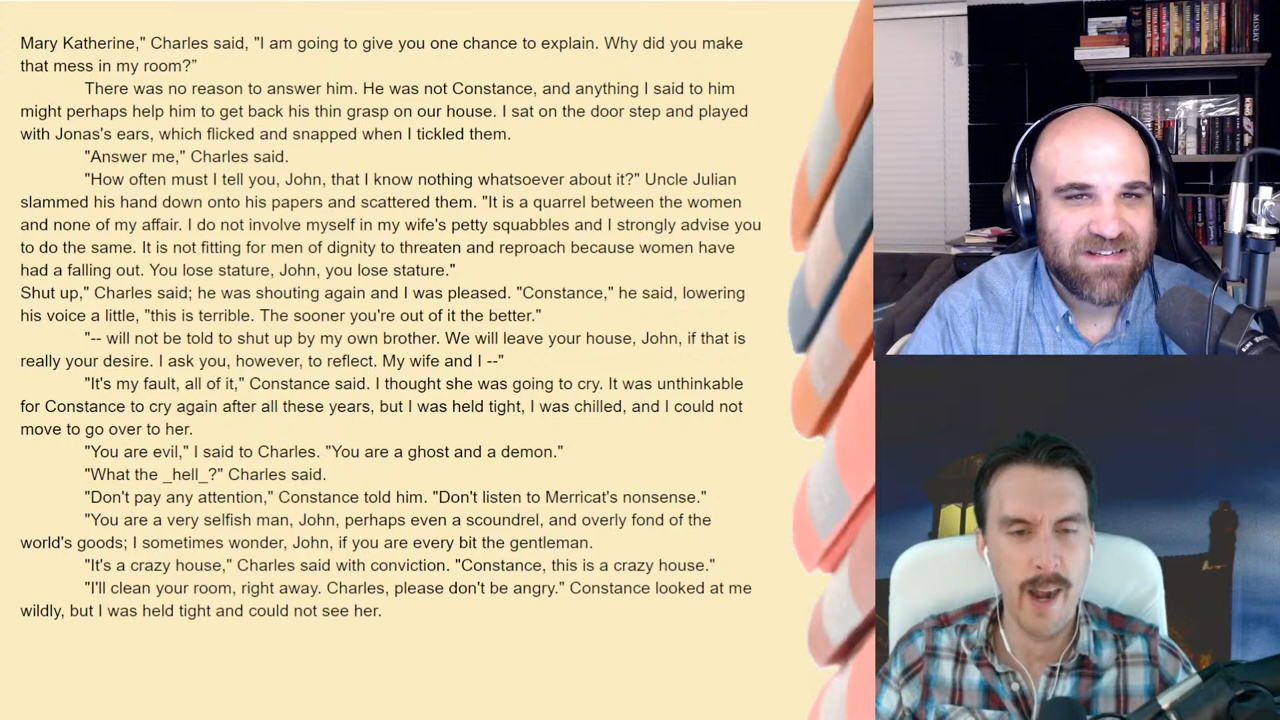 Mary Katherine," Charles said, "I am going to give you one chance to explain. Why did you make
that mess in my room?”
There was no reason to answer him. He was not Constance, and anything I said to him
might perhaps help him to get back his thin grasp on our house. I sat on the door step and played
with Jonas's ears, which flicked and snapped when I tickled them.
"Answer me," Charles said.
"How often must I tell you, John, that I know nothing whatsoever about it?" Uncle Julian
slammed his hand down onto his papers and scattered them. "It is a quarrel between the women
and none of my affair. I do not involve myself in my wife's petty squabbles and I strongly advise you
to do the same. It is not fitting for men of dignity to threaten and reproach because women have
had a falling out. You lose stature, John, you lose stature."
Shut up," Charles said; he was shouting again and I was pleased. "Constance," he said, lowering
his voice a little, "this is terrible. The sooner you're out of it the better."
"-- will not be told to shut up by my own brother. We will leave your house, John, if that is
really your desire. I ask you, however, to reflect. My wife and I --"
"It's my fault, all of it," Constance said. I thought she was going to cry. It was unthinkable
for Constance to cry again after all these years, but I was held tight, I was chilled, and I could not
move to go over to her.
"You are evil," I said to Charles. "You are a ghost and a demon."
"What the _hell_?" Charles said.
"Don't pay any attention," Constance told him. "Don't listen to Merricat's nonsense."
"You are a very selfish man, John, perhaps even a scoundrel, and overly fond of the
world's goods; I sometimes wonder, John, if you are every bit the gentleman.
"It's a crazy house," Charles said with conviction. "Constance, this is a crazy house."
"I'll clean your room, right away. Charles, please don't be angry." Constance looked at me
wildly, but I was held tight and could not see her.
MISERY
KING